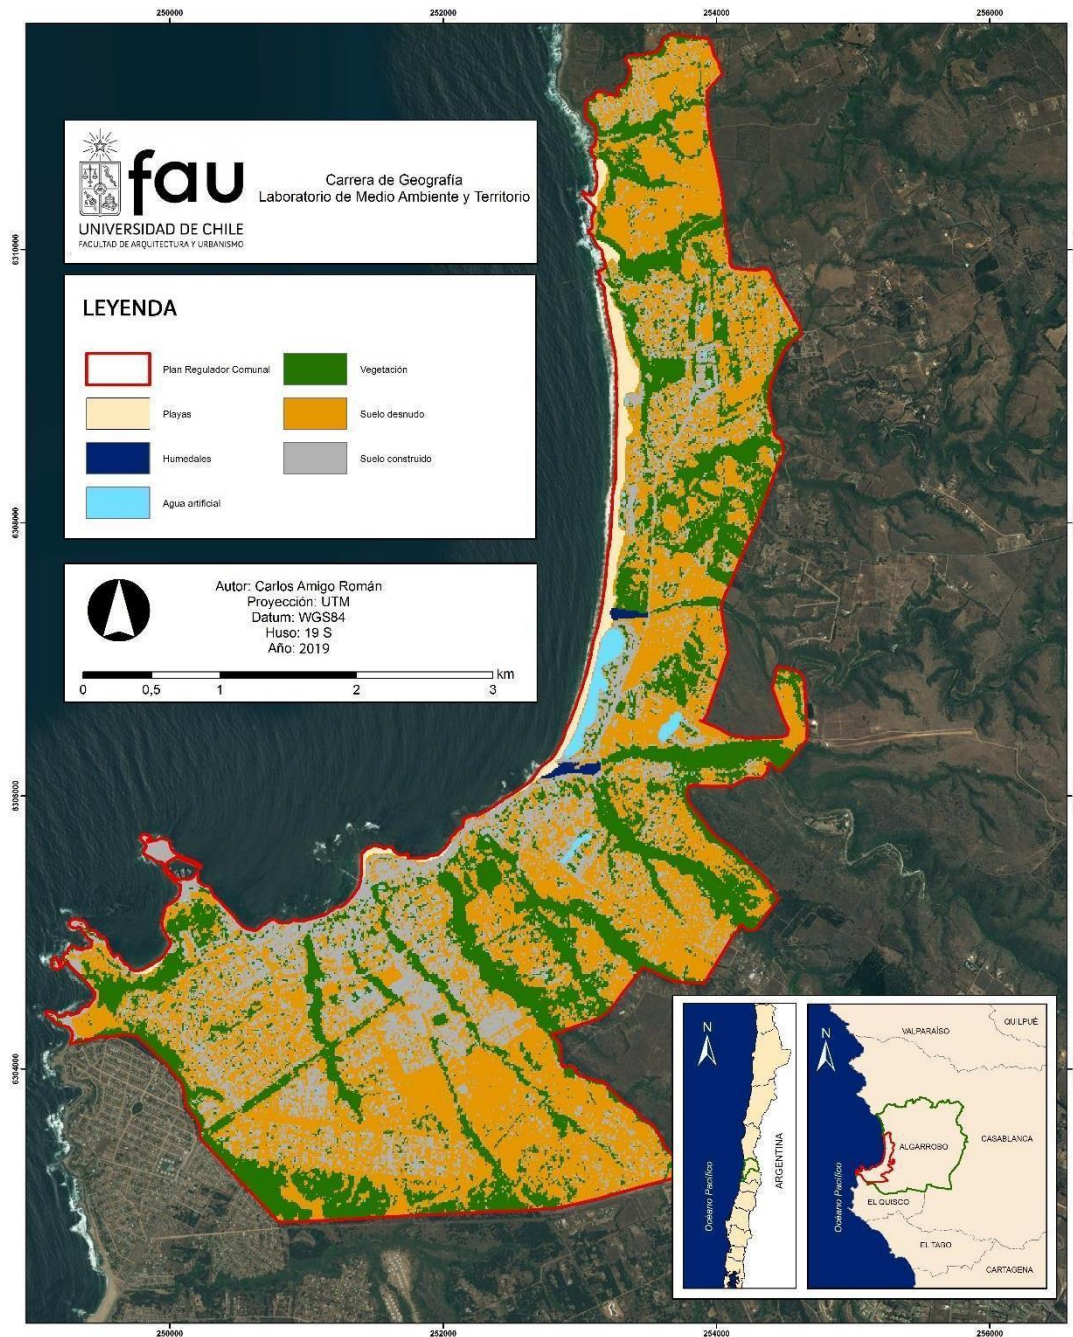 250000 252000 254000 256000
fau
UNIVERSIDAD DE CHILE
FACULTAD DE ARQUITECTURA Y URBANISMO
Carrera de Geografía
Laboratorio de Medio Ambiente y Territorio
6310000
LEYENDA
Plan Regulador Comunal
Vegetación
Playas
Suelo desnudo
Humedales
Suelo construido
Agua artificial
6308000
Autor: Carlos Amigo Román
Proyección: UTM
Datum: WGS84
Huso: 19 S
Año: 2019
0 0,5 1 2 3 km
6306000
6304000
N
Océano Pacífico
ARGENTINA
N
Océano Pacífico
VALPARAÍSO
QUILPUÉ
ALGARROBO
CASABLANCA
EL QUISCO
EL TABO
CARTAGENA
250000 252000 254000 256000